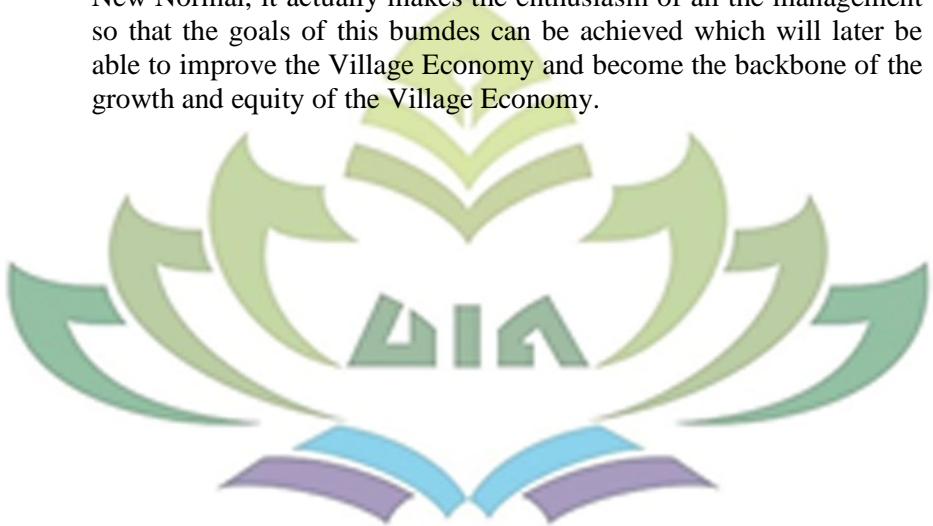 New Normal, it actually makes the enthusiasm of all the management
so that the goals of this bumdes can be achieved which will later be
able to improve the Village Economy and become the backbone of the
growth and equity of the Village Economy.
UIN